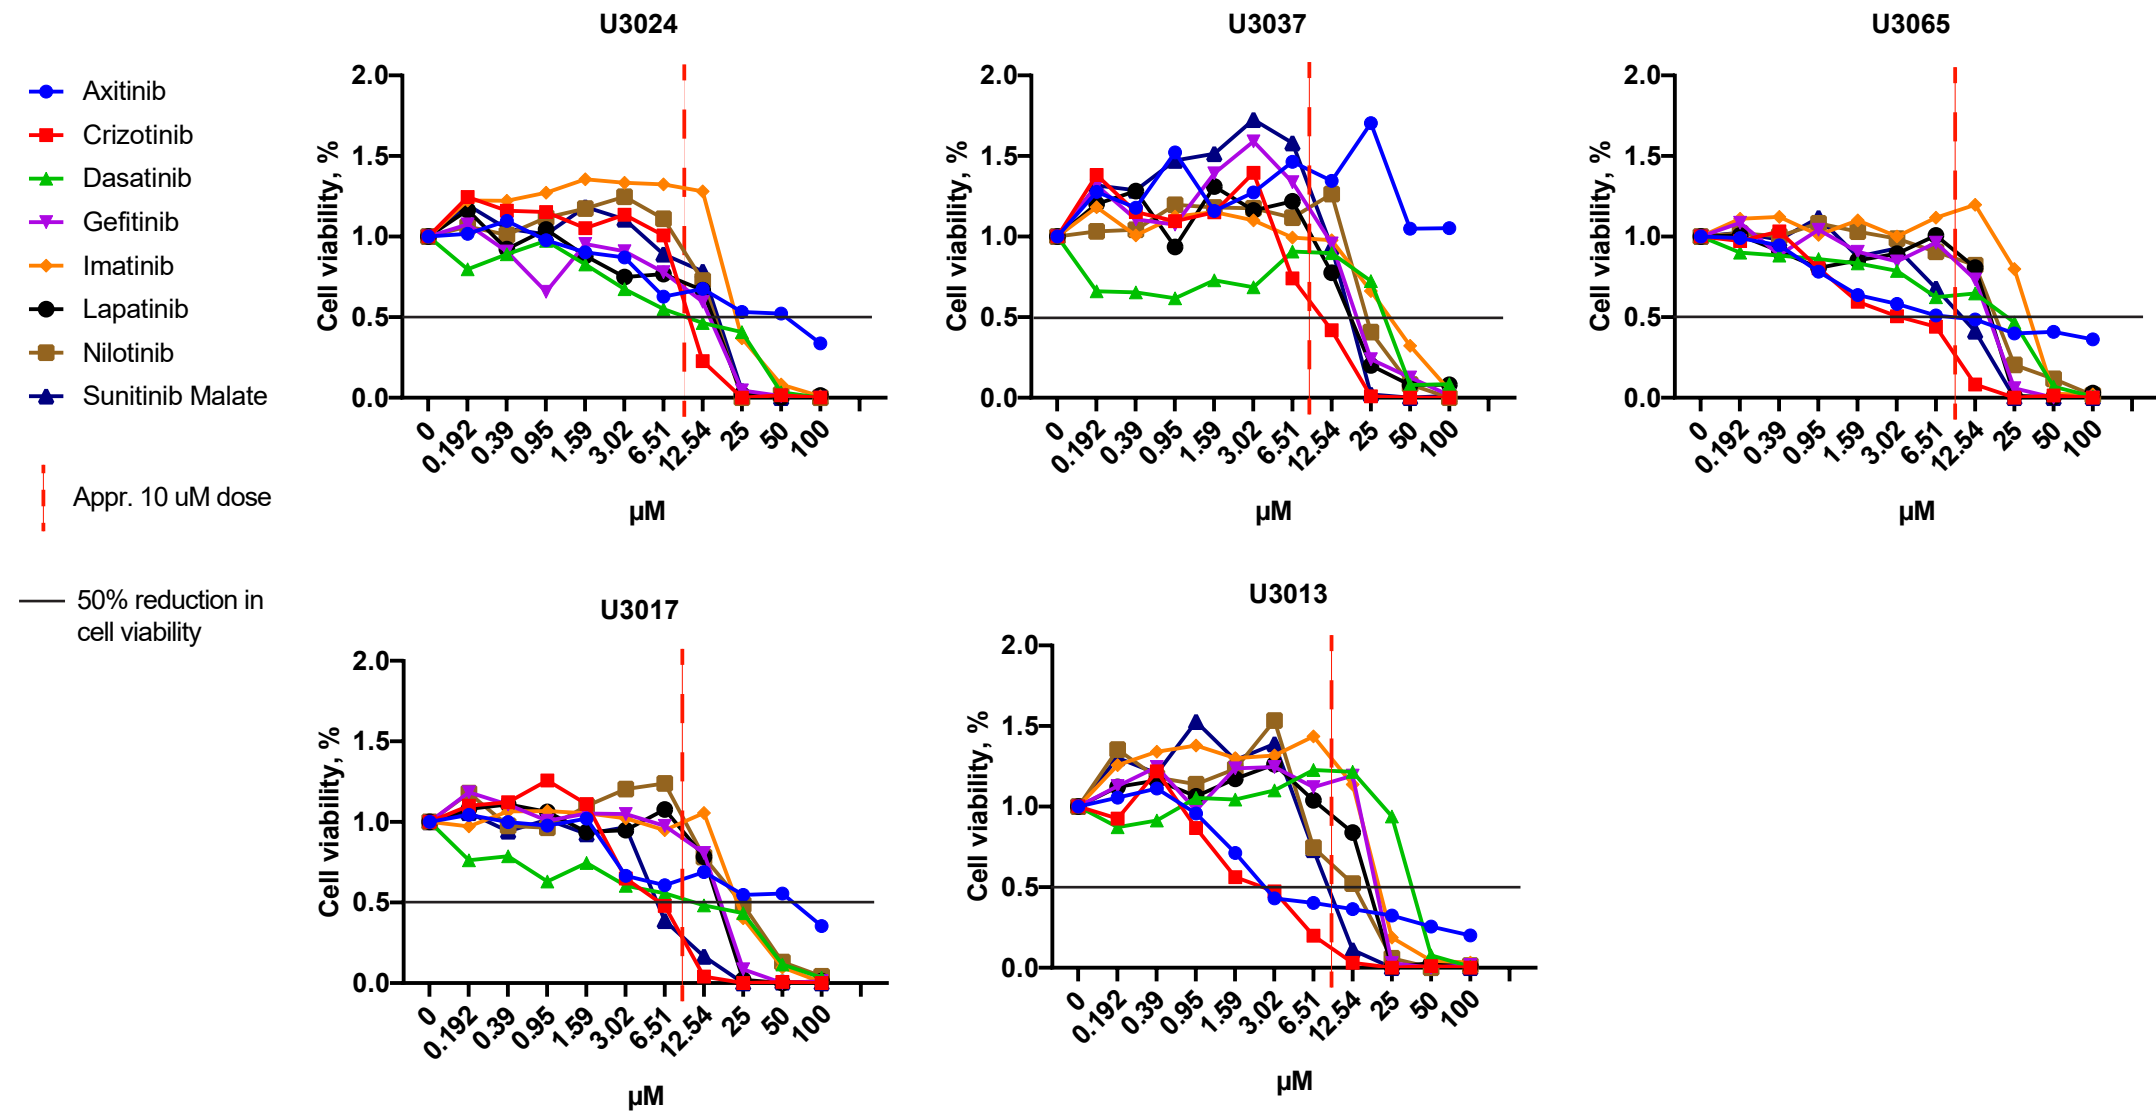 U3024
U3037
U3065
Axitinib
Crizotinib
Dasatinib
Gefitinib
Imatinib
Lapatinib
Nilotinib
Sunitinib Malate
Appr. 10 uM dose
50% reduction in
cell viability
Cell viability, %
2.0
1.5
1.0
0.5
0.0
0 0.192 0.39 0.95 1.59 3.02 6.51 12.54 25 50 100
µM
Cell viability, %
2.0
1.5
1.0
0.5
0.0
0 0.192 0.39 0.95 1.59 3.02 6.51 12.54 25 50 100
µM
Cell viability, %
2.0
1.5
1.0
0.5
0.0
0 0.192 0.39 0.95 1.59 3.02 6.51 12.54 25 50 100
µM
U3017
Cell viability, %
2.0
1.5
1.0
0.5
0.0
0 0.192 0.39 0.95 1.59 3.02 6.51 12.54 25 50 100
µM
U3013
Cell viability, %
2.0
1.5
1.0
0.5
0.0
0 0.192 0.39 0.95 1.59 3.02 6.51 12.54 25 50 100
µM